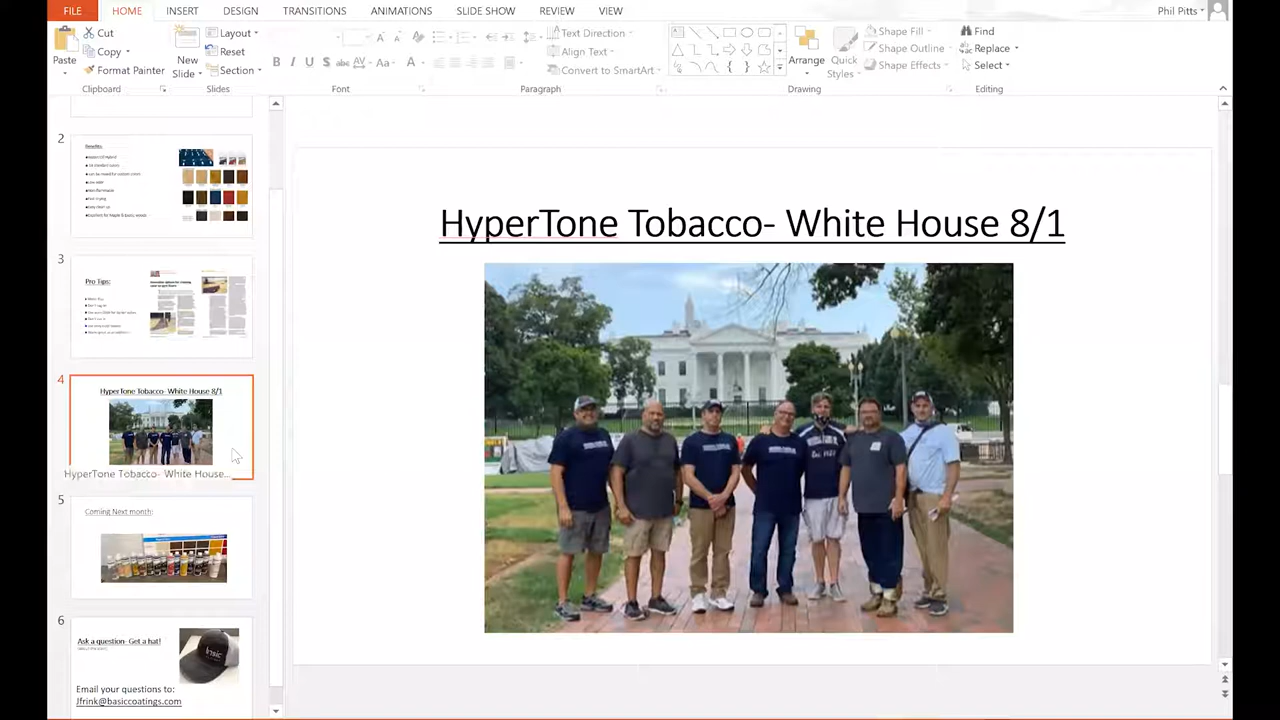 FILE HOME INSERT DESIGN TRANSITIONS ANIMATIONS SLIDE SHOW REVIEW VIEW Phil Pitts
Cut
Copy
Format Painter
Paste
Clipboard
New
Slide
Layout
Reset
Section
Slides
B I U S abc AV Aa A
Font
Text Direction
Align Text
Convert to SmartArt
Paragraph
Arrange
Quick
Styles
Shape Fill
Shape Outline
Shape Effects
Drawing
Find
Replace
Select
Editing
2
Benefits:
3
Pro Tips:
4
HyperTone Tobacco- White House 8/1
HyperTone Tobacco- White House...
5
Coming Next month:
6
Ask a question- Get a hat!
Email your questions to:
Jfrink@basiccoatings.com
HyperTone Tobacco- White House 8/1